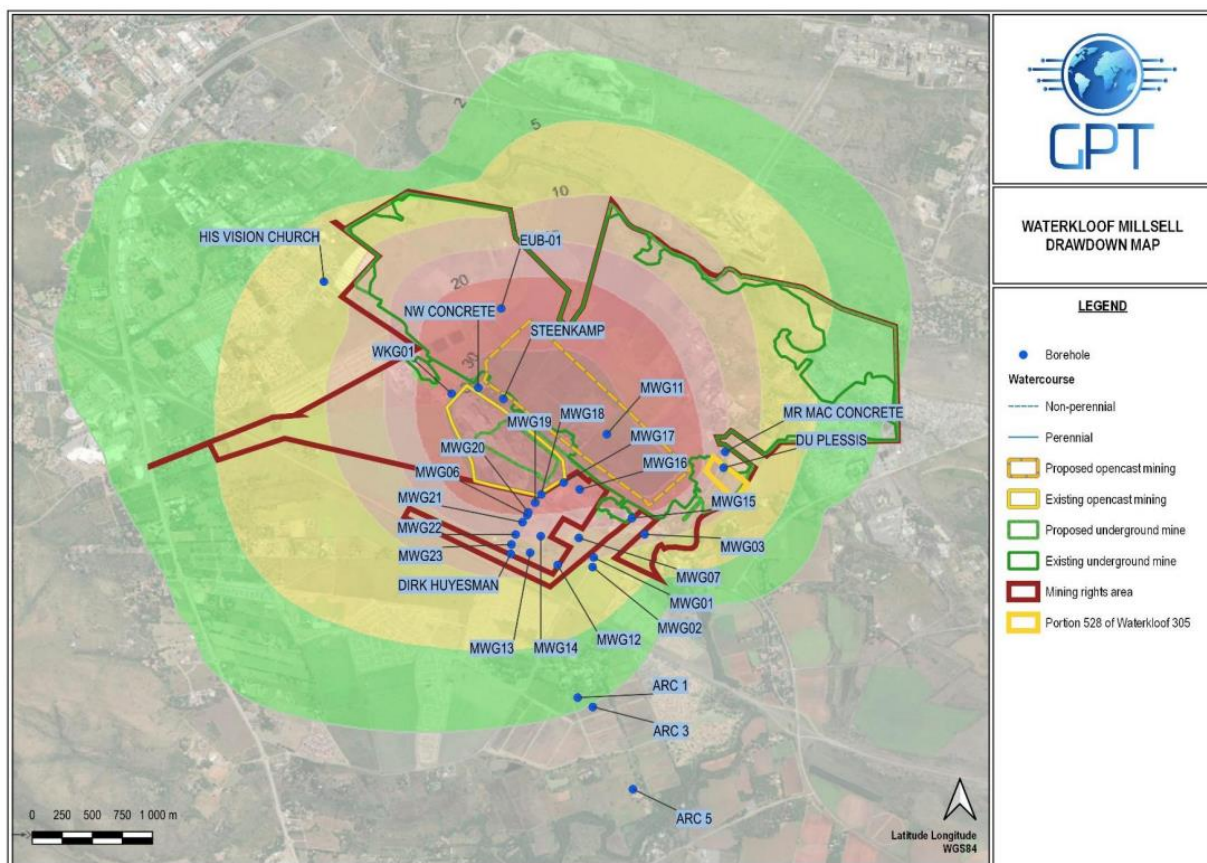 2
5
10
HIS VISION CHURCH
EUB-01
20
NW CONCRETE
STEENKAMP
WKG01
30
MWG11
MWG18
MWG19
MR MAC CONCRETE
MWG17
DU PLESSIS
MWG20
MWG16
MWG06
MWG21
MWG15
MWG22
MWG23
MWG03
DIRK HUYESMAN
MWG07
MWG01
MWG02
MWG13
MWG14
MWG12
ARC 1
ARC 3
ARC 5
0 250 500 750 1 000 m
Latitude Longitude
WGS84
GPT
WATERKLOOF MILLSELL
DRAWDOWN MAP
LEGEND
Borehole
Watercourse
Non-perennial
Perennial
Proposed opencast mining
Existing opencast mining
Proposed underground mine
Existing underground mine
Mining rights area
Portion 528 of Waterkloof 305